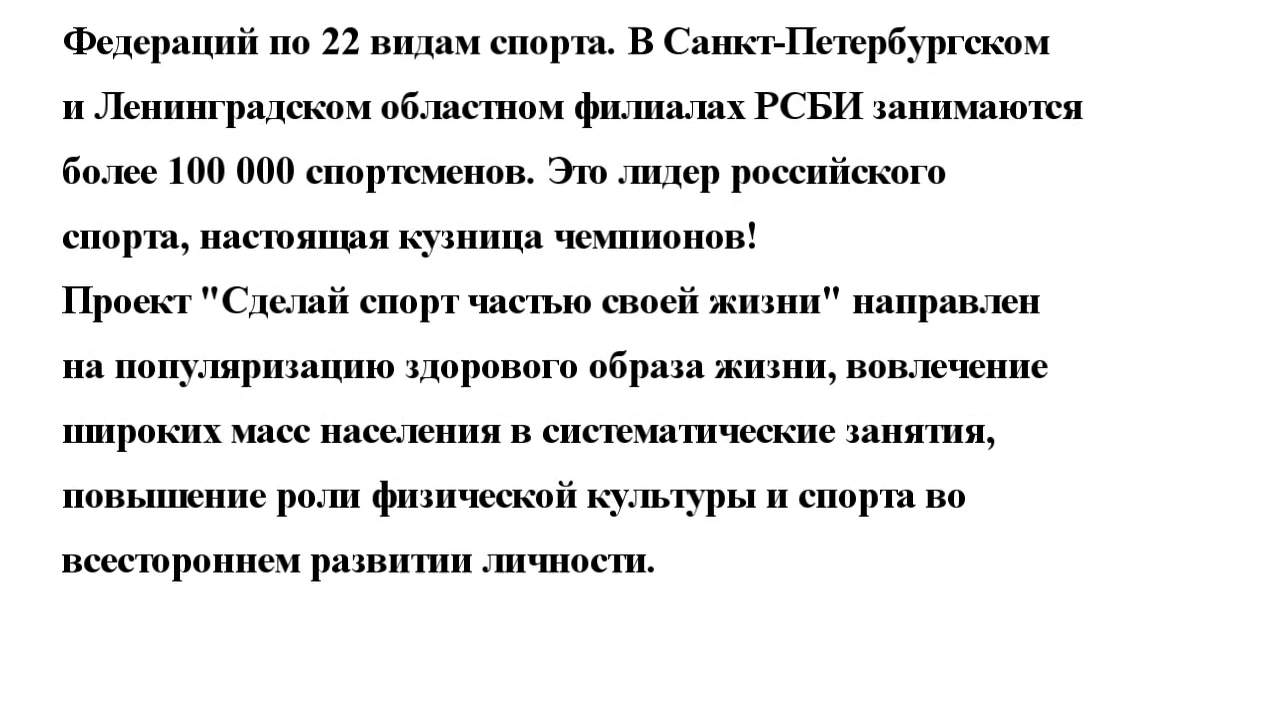 Федераций по 22 видам спорта. В Санкт-Петербургском
и Ленинградском областном филиалах РСБИ занимаются
более 100 000 спортсменов. Это лидер российского
спорта, настоящая кузница чемпионов!
Проект "Сделай спорт частью своей жизни" направлен
на популяризацию здорового образа жизни, вовлечение
широких масс населения в систематические занятия,
повышение роли физической культуры и спорта во
всестороннем развитии личности.